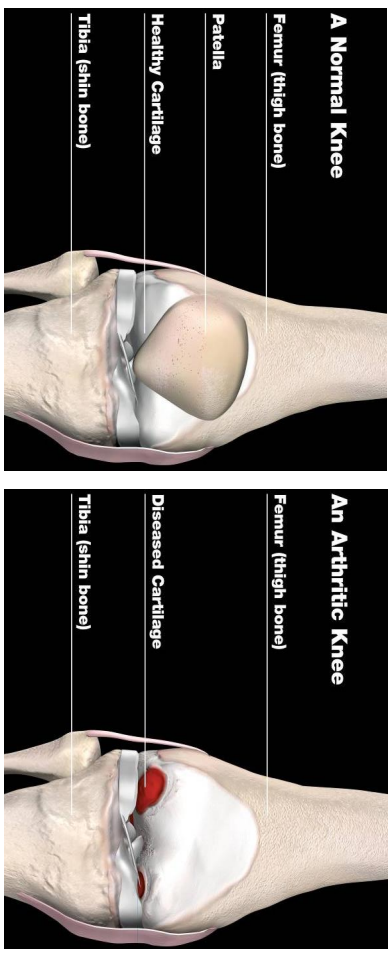 A Normal Knee
Femur (thigh bone)
Patella
Healthy Cartilage
Tibia (shin bone)
An Arthritic Knee
Femur (thigh bone)
Diseased Cartilage
Tibia (shin bone)